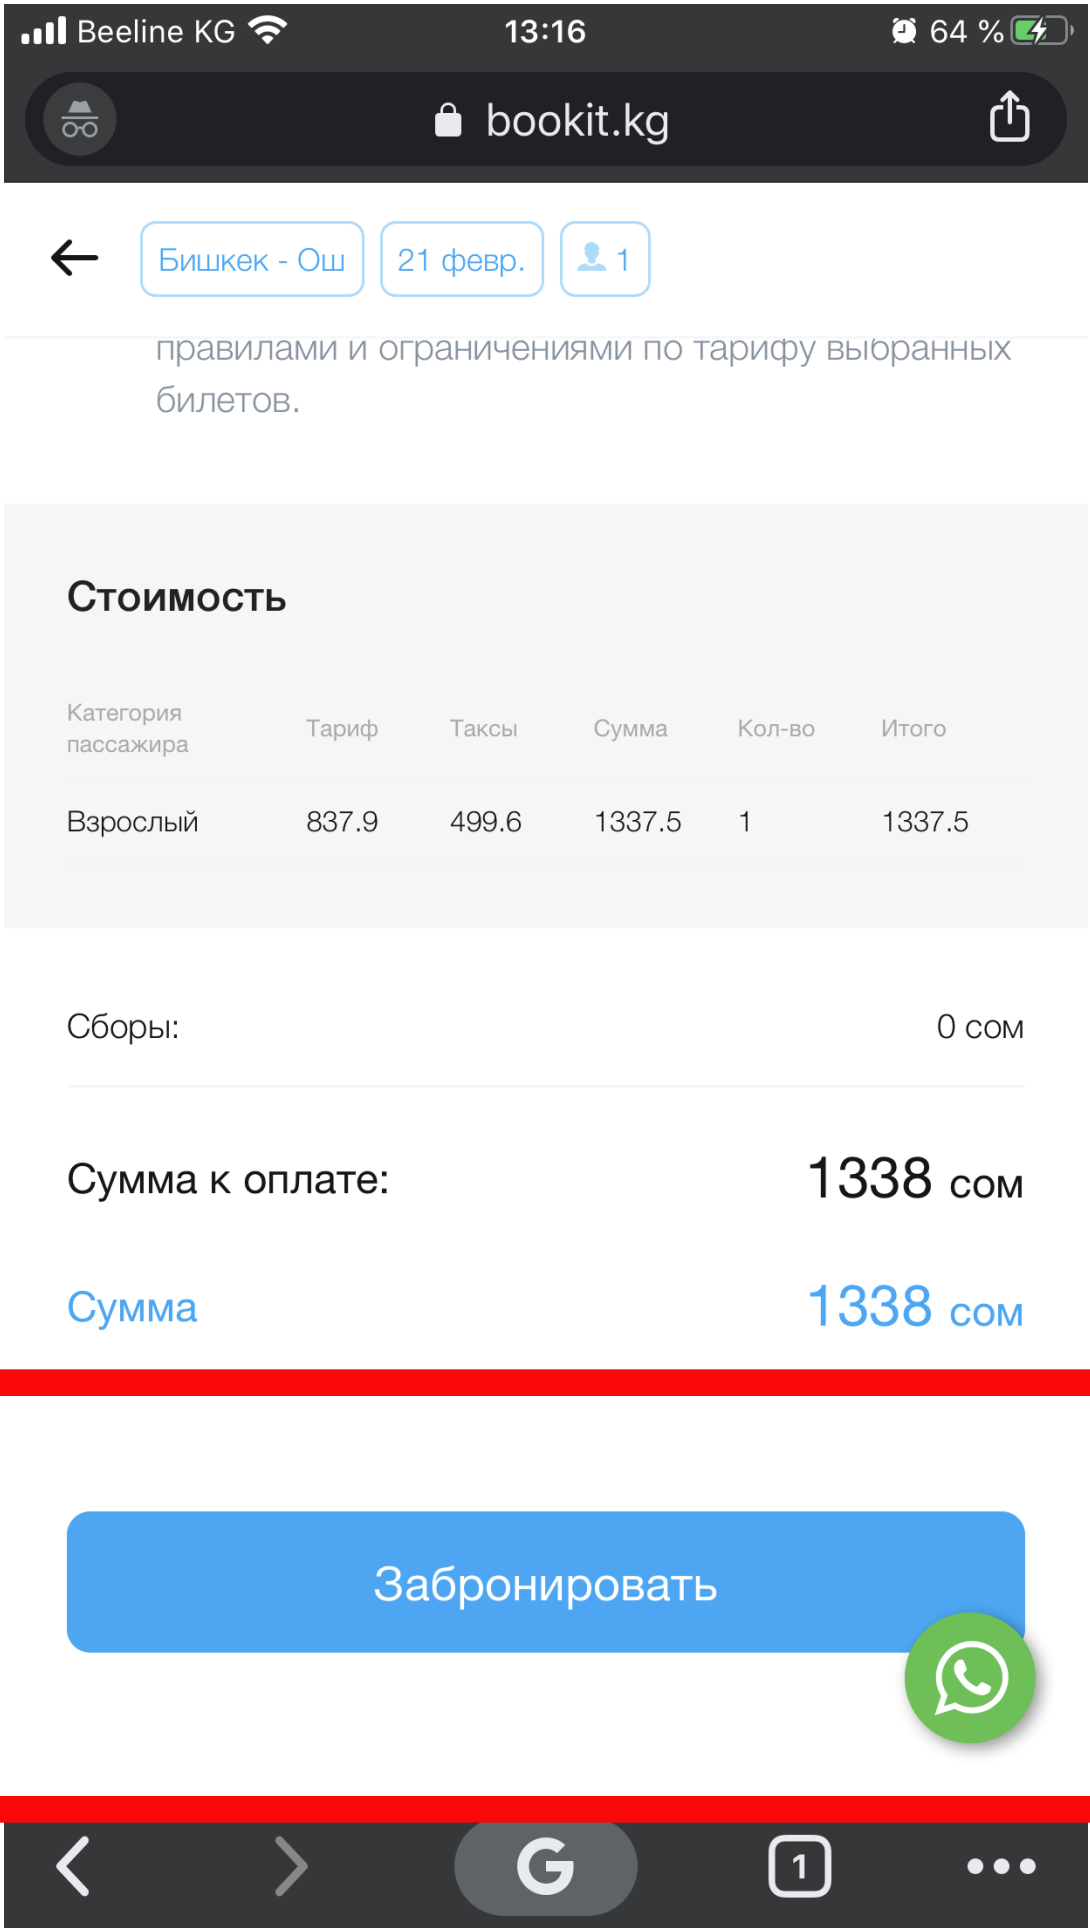 Beeline KG 13:16 64 %
bookit.kg
Бишкек - Ош 21 февр. 1
правилами и ограничениями по тарифу выбранных
билетов.
Стоимость
Категория пассажира Тариф Таксы Сумма Кол-во Итого
Взрослый 837.9 499.6 1337.5 1 1337.5
Сборы: 0 сом
Сумма к оплате: 1338 сом
Сумма 1338 сом
Забронировать
G 1